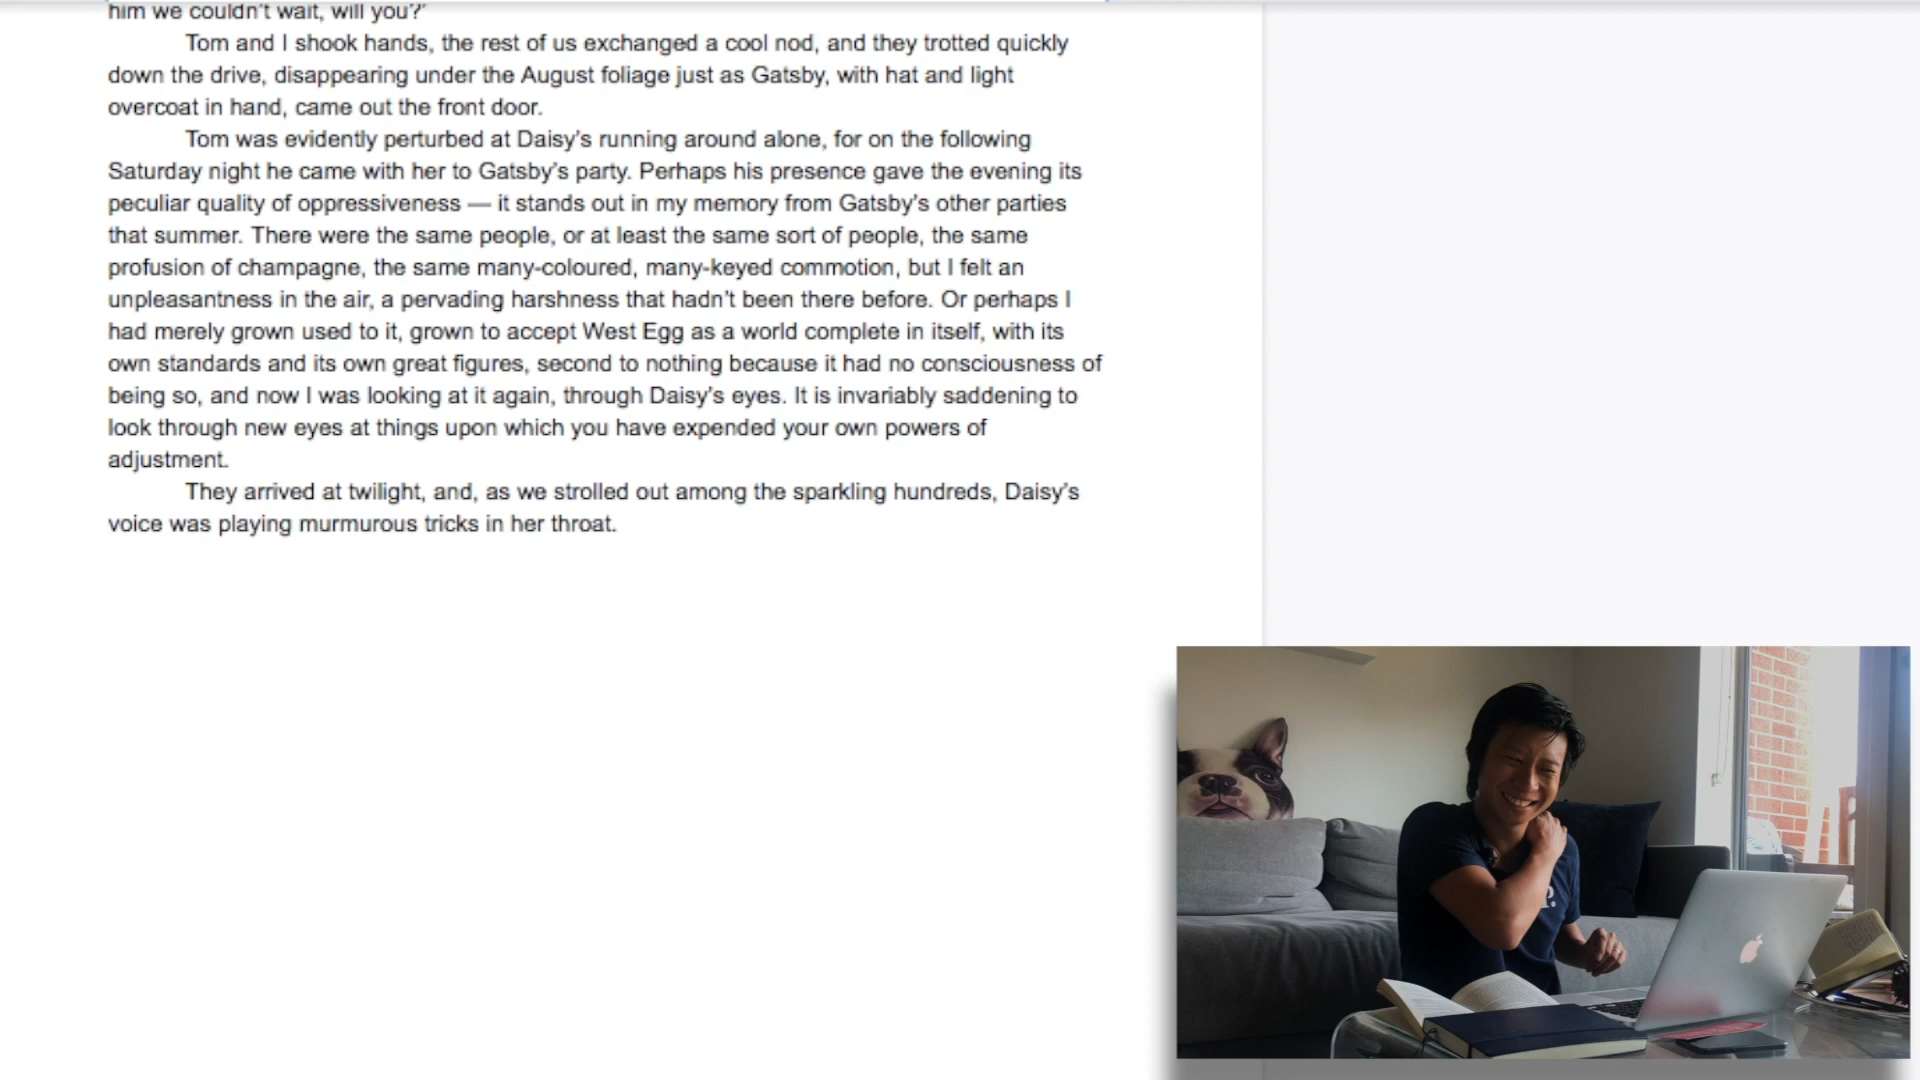 him we couldn't wait, will you?'
Tom and I shook hands, the rest of us exchanged a cool nod, and they trotted quickly
down the drive, disappearing under the August foliage just as Gatsby, with hat and light
overcoat in hand, came out the front door.
Tom was evidently perturbed at Daisy’s running around alone, for on the following
Saturday night he came with her to Gatsby’s party. Perhaps his presence gave the evening its
peculiar quality of oppressiveness — it stands out in my memory from Gatsby’s other parties
that summer. There were the same people, or at least the same sort of people, the same
profusion of champagne, the same many-coloured, many-keyed commotion, but I felt an
unpleasantness in the air, a pervading harshness that hadn’t been there before. Or perhaps I
had merely grown used to it, grown to accept West Egg as a world complete in itself, with its
own standards and its own great figures, second to nothing because it had no consciousness of
being so, and now I was looking at it again, through Daisy’s eyes. It is invariably saddening to
look through new eyes at things upon which you have expended your own powers of
adjustment.
They arrived at twilight, and, as we strolled out among the sparkling hundreds, Daisy’s
voice was playing murmurous tricks in her throat.